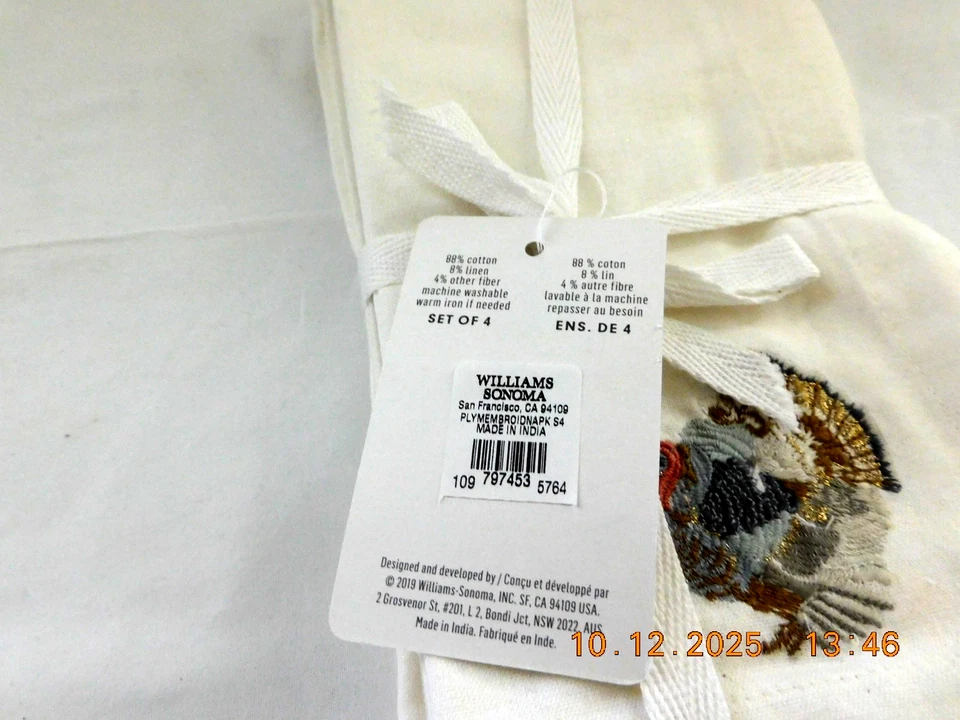 88% cotton
8% linen
4% other fiber
machine washable
warm iron if needed
SET OF 4
88 % coton
8 % lin
4 % autre fibre
lavable à la machine
repasser au besoin
ENS. DE 4
WILLIAMS
SONOMA
San Francisco, CA 94109
PLYMEMBROIDNAPK S4
MADE IN INDIA
109 797453 5764
Designed and developed by / Conçu et développé par
© 2019 Williams-Sonoma, INC. SF, CA 94109 USA.
2 Grosvenor St, #201, L 2, Bondi Jct, NSW 2022, AUS
Made in India. Fabriqué en Inde.
10.12.2025 13:46